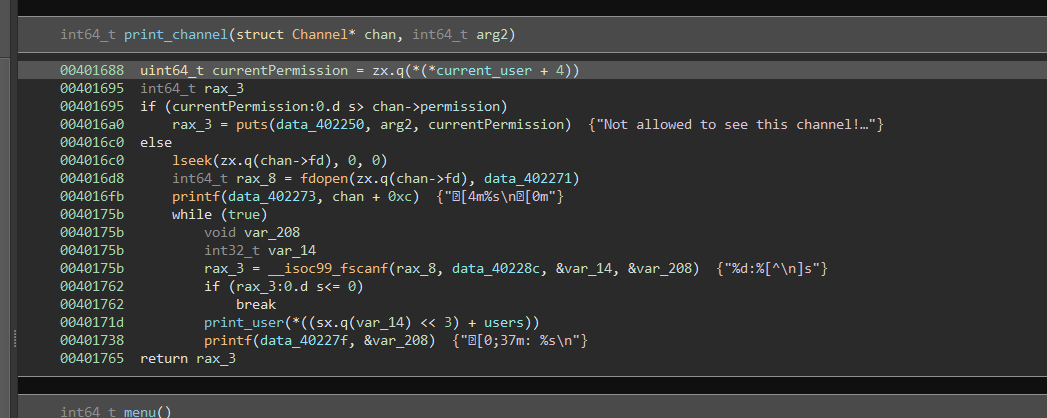 int64_t print_channel(struct Channel* chan, int64_t arg2)
00401688 uint64_t currentPermission = zx.q(*(*current_user + 4))
00401695 int64_t rax_3
00401695 if (currentPermission:0.d s> chan->permission)
004016a0 rax_3 = puts(data_402250, arg2, currentPermission) {"Not allowed to see this channel!…"}
004016c0 else
004016c0 lseek(zx.q(chan->fd), 0, 0)
004016d8 int64_t rax_8 = fdopen(zx.q(chan->fd), data_402271)
004016fb printf(data_402273, chan + 0xc) {"[4m%s\n[0m"}
0040175b while (true)
0040175b void var_208
0040175b int32_t var_14
0040175b rax_3 = __isoc99_fscanf(rax_8, data_40228c, &var_14, &var_208) {"%d:%[^\n]s"}
00401762 if (rax_3:0.d s<= 0)
00401762 break
0040171d print_user(*((sx.q(var_14) << 3) + users))
00401738 printf(data_40227f, &var_208) {"[0;37m: %s\n"}
00401765 return rax_3
int64_t menu()